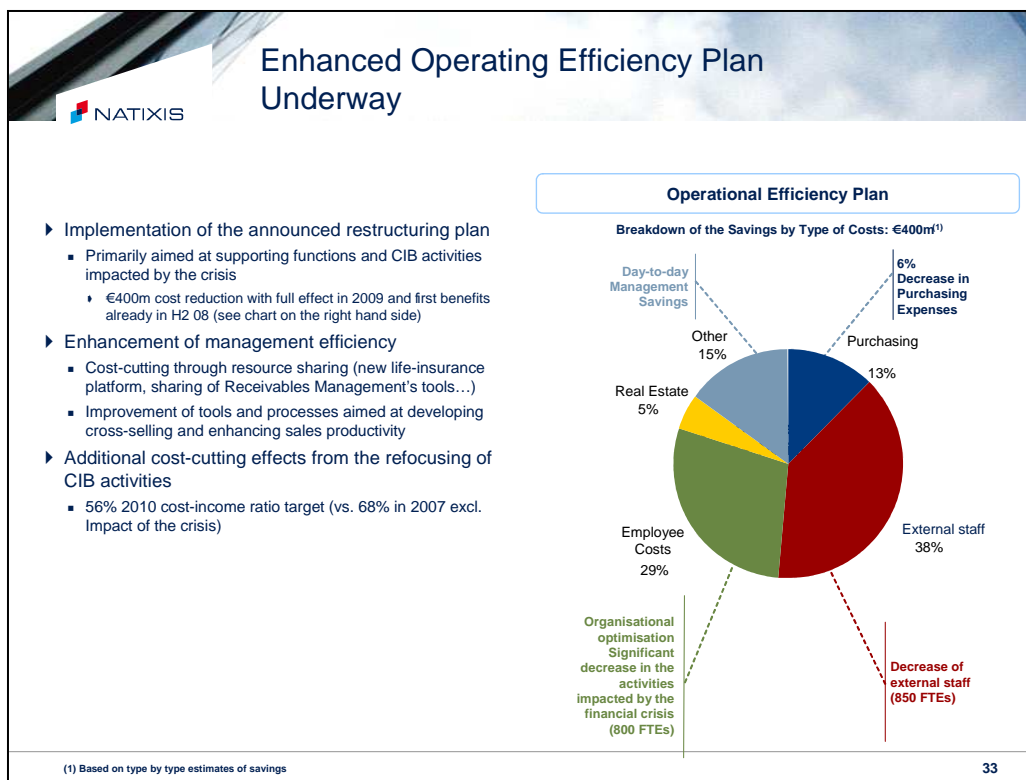 Enhanced Operating Efficiency Plan
Underway
NATIXIS
Implementation of the announced restructuring plan
Primarily aimed at supporting functions and CIB activities
impacted by the crisis
€400m cost reduction with full effect in 2009 and first benefits
already in H2 08 (see chart on the right hand side)
Enhancement of management efficiency
Cost-cutting through resource sharing (new life-insurance
platform, sharing of Receivables Management's tools…)
Improvement of tools and processes aimed at developing
cross-selling and enhancing sales productivity
Additional cost-cutting effects from the refocusing of
CIB activities
56% 2010 cost-income ratio target (vs. 68% in 2007 excl.
Impact of the crisis)
Operational Efficiency Plan
Breakdown of the Savings by Type of Costs: €400m(1)
Day-to-day
Management
Savings
6%
Decrease in
Purchasing
Expenses
Other
15%
Purchasing
13%
Real Estate
5%
External staff
38%
Employee
Costs
29%
Organisational
optimisation
Significant
decrease in the
activities
impacted by the
financial crisis
(800 FTEs)
Decrease of
external staff
(850 FTEs)
(1) Based on type by type estimates of savings
33